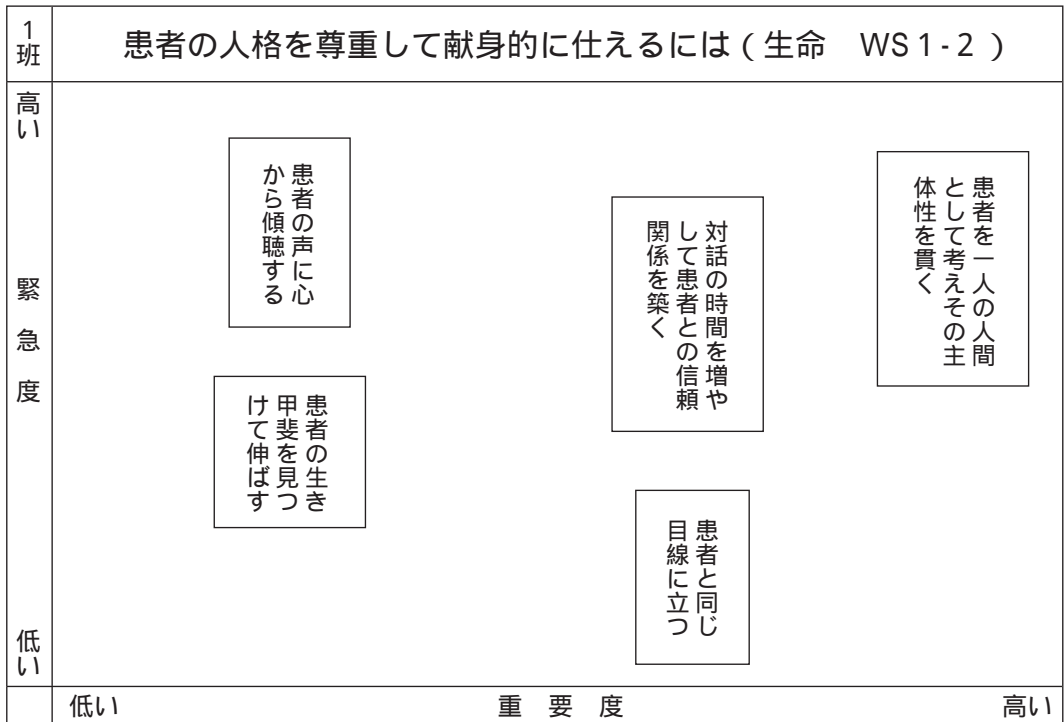 1
班
患者の人格を尊重して献身的に仕えるには（生命　WS1-2）
高い
緊急度
低い
患者の声に心
から傾聴する
患者の生き
甲斐を見つ
けて伸ばす
対話の時間を増や
して患者との信頼
関係を築く
患者と同じ
目線に立つ
患者を一人の人間
として考えその主
体性を貫く
低い
重要度
高い